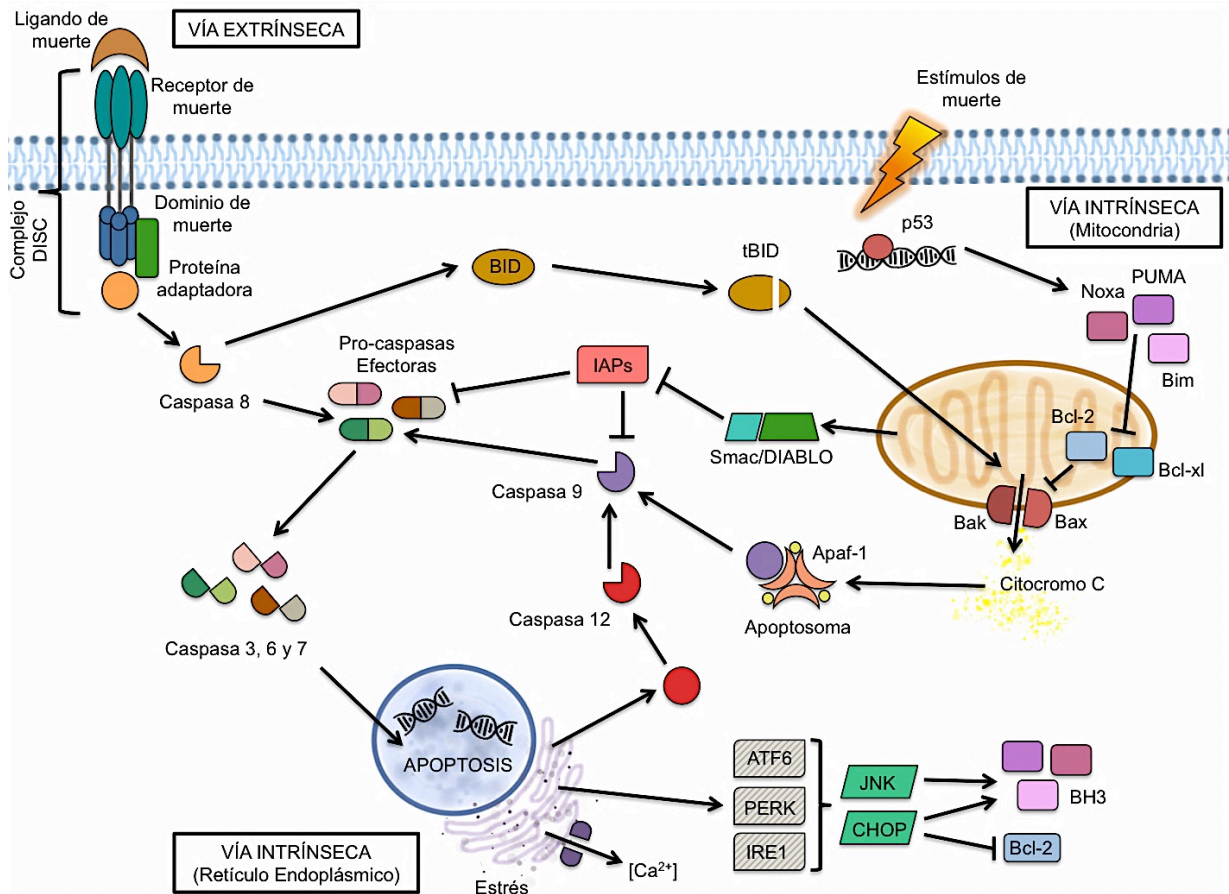 Ligando de
muerte
VÍA EXTRÍNSECA
Receptor de
muerte
Complejo
DISC
Dominio de
muerte
Proteína
adaptadora
Caspasa 8
BID
tBID
Estímulos de
muerte
p53
VÍA INTRÍNSECA
(Mitocondria)
Noxa
PUMA
Bim
Pro-caspasas
Efectoras
IAPs
Smac/DIABLO
Bcl-2
Bcl-xl
Bak
Bax
Caspasa 9
Apaf-1
Citocromo C
Apoptosoma
Caspasa 12
Caspasa 3, 6 y 7
APOPTOSIS
ATF6
PERK
IRE1
JNK
CHOP
BH3
Bcl-2
VÍA INTRÍNSECA
(Retículo Endoplásmico)
Estrés
[Ca²⁺]